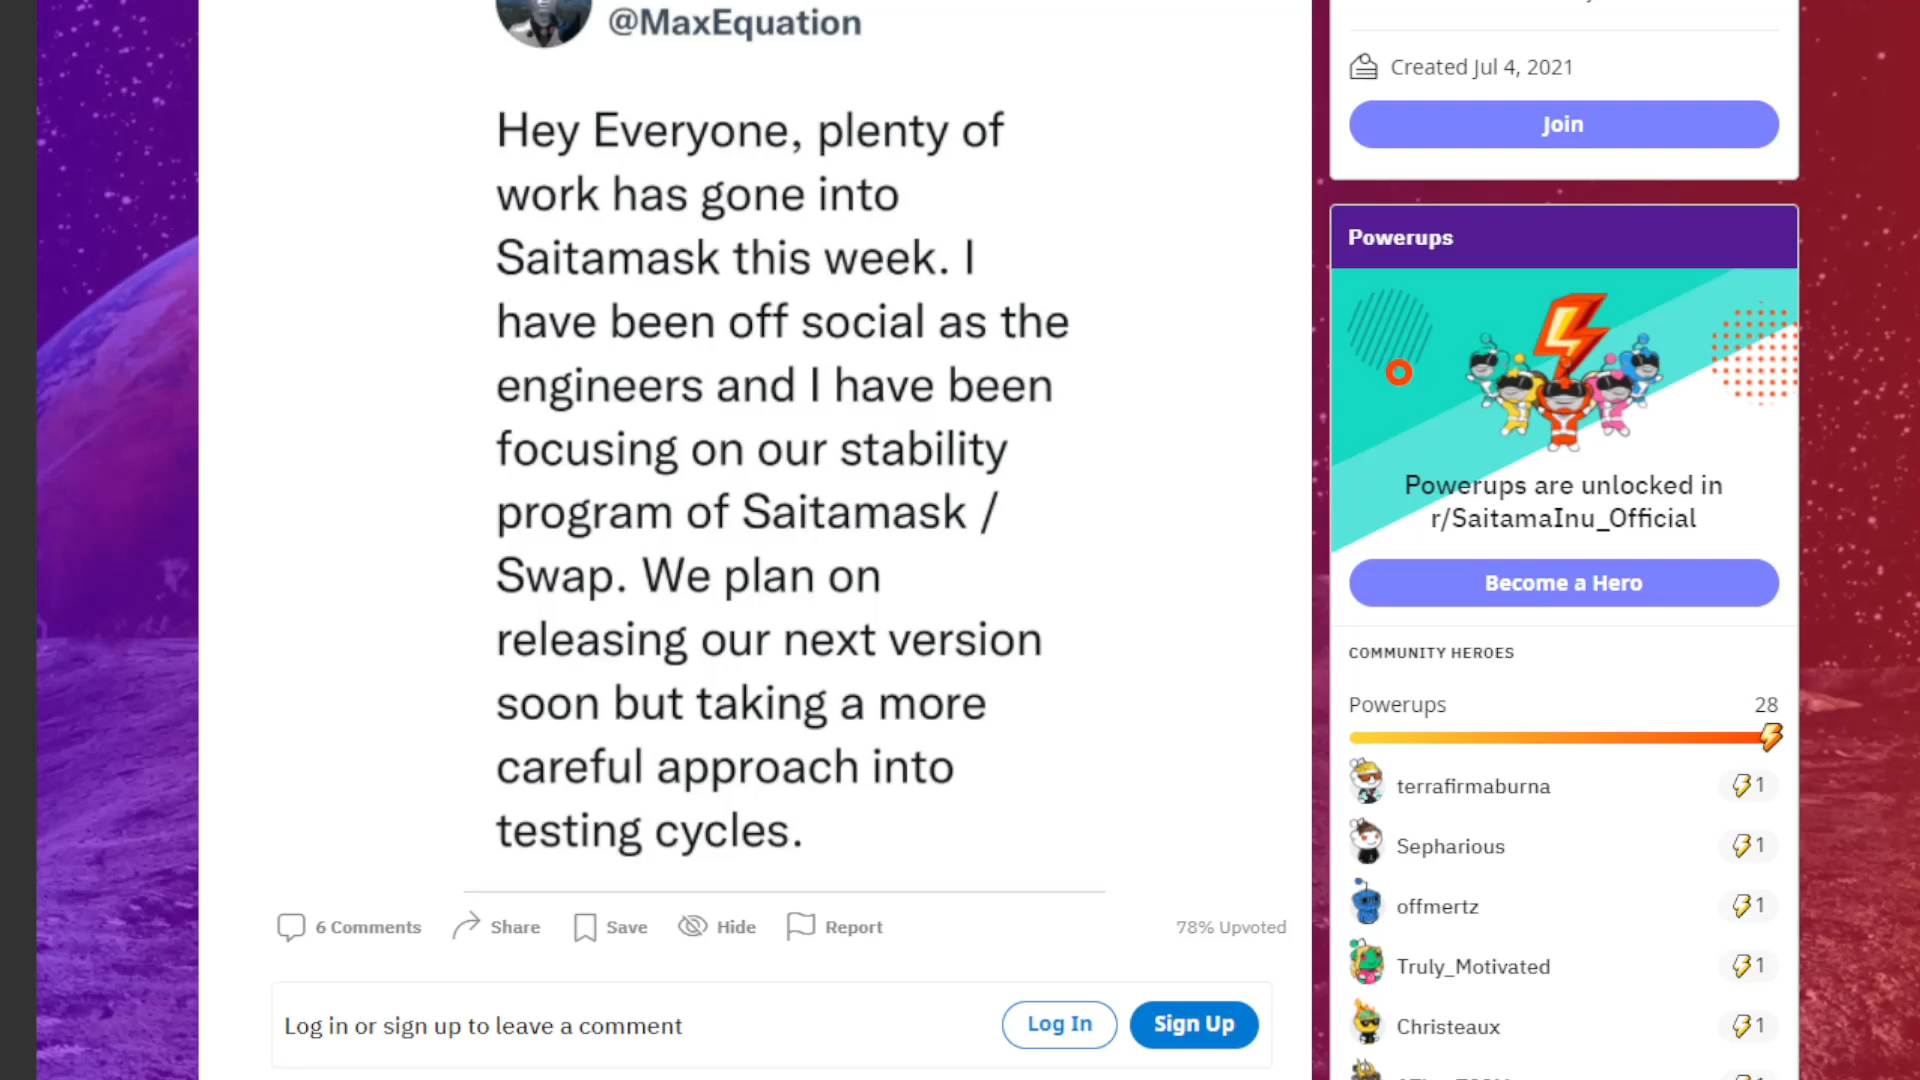 @MaxEquation
Hey Everyone, plenty of
work has gone into
Saitamask this week. I
have been off social as the
engineers and I have been
focusing on our stability
program of Saitamask /
Swap. We plan on
releasing our next version
soon but taking a more
careful approach into
testing cycles.
6 Comments
Share
Save
Hide
Report
78% Upvoted
Log in or sign up to leave a comment
Log In
Sign Up
Created Jul 4, 2021
Join
Powerups
Powerups are unlocked in
r/SaitamaInu_Official
Become a Hero
COMMUNITY HEROES
Powerups 28
terrafirmaburna 1
Sepharious 1
offmertz 1
Truly_Motivated 1
Christeaux 1